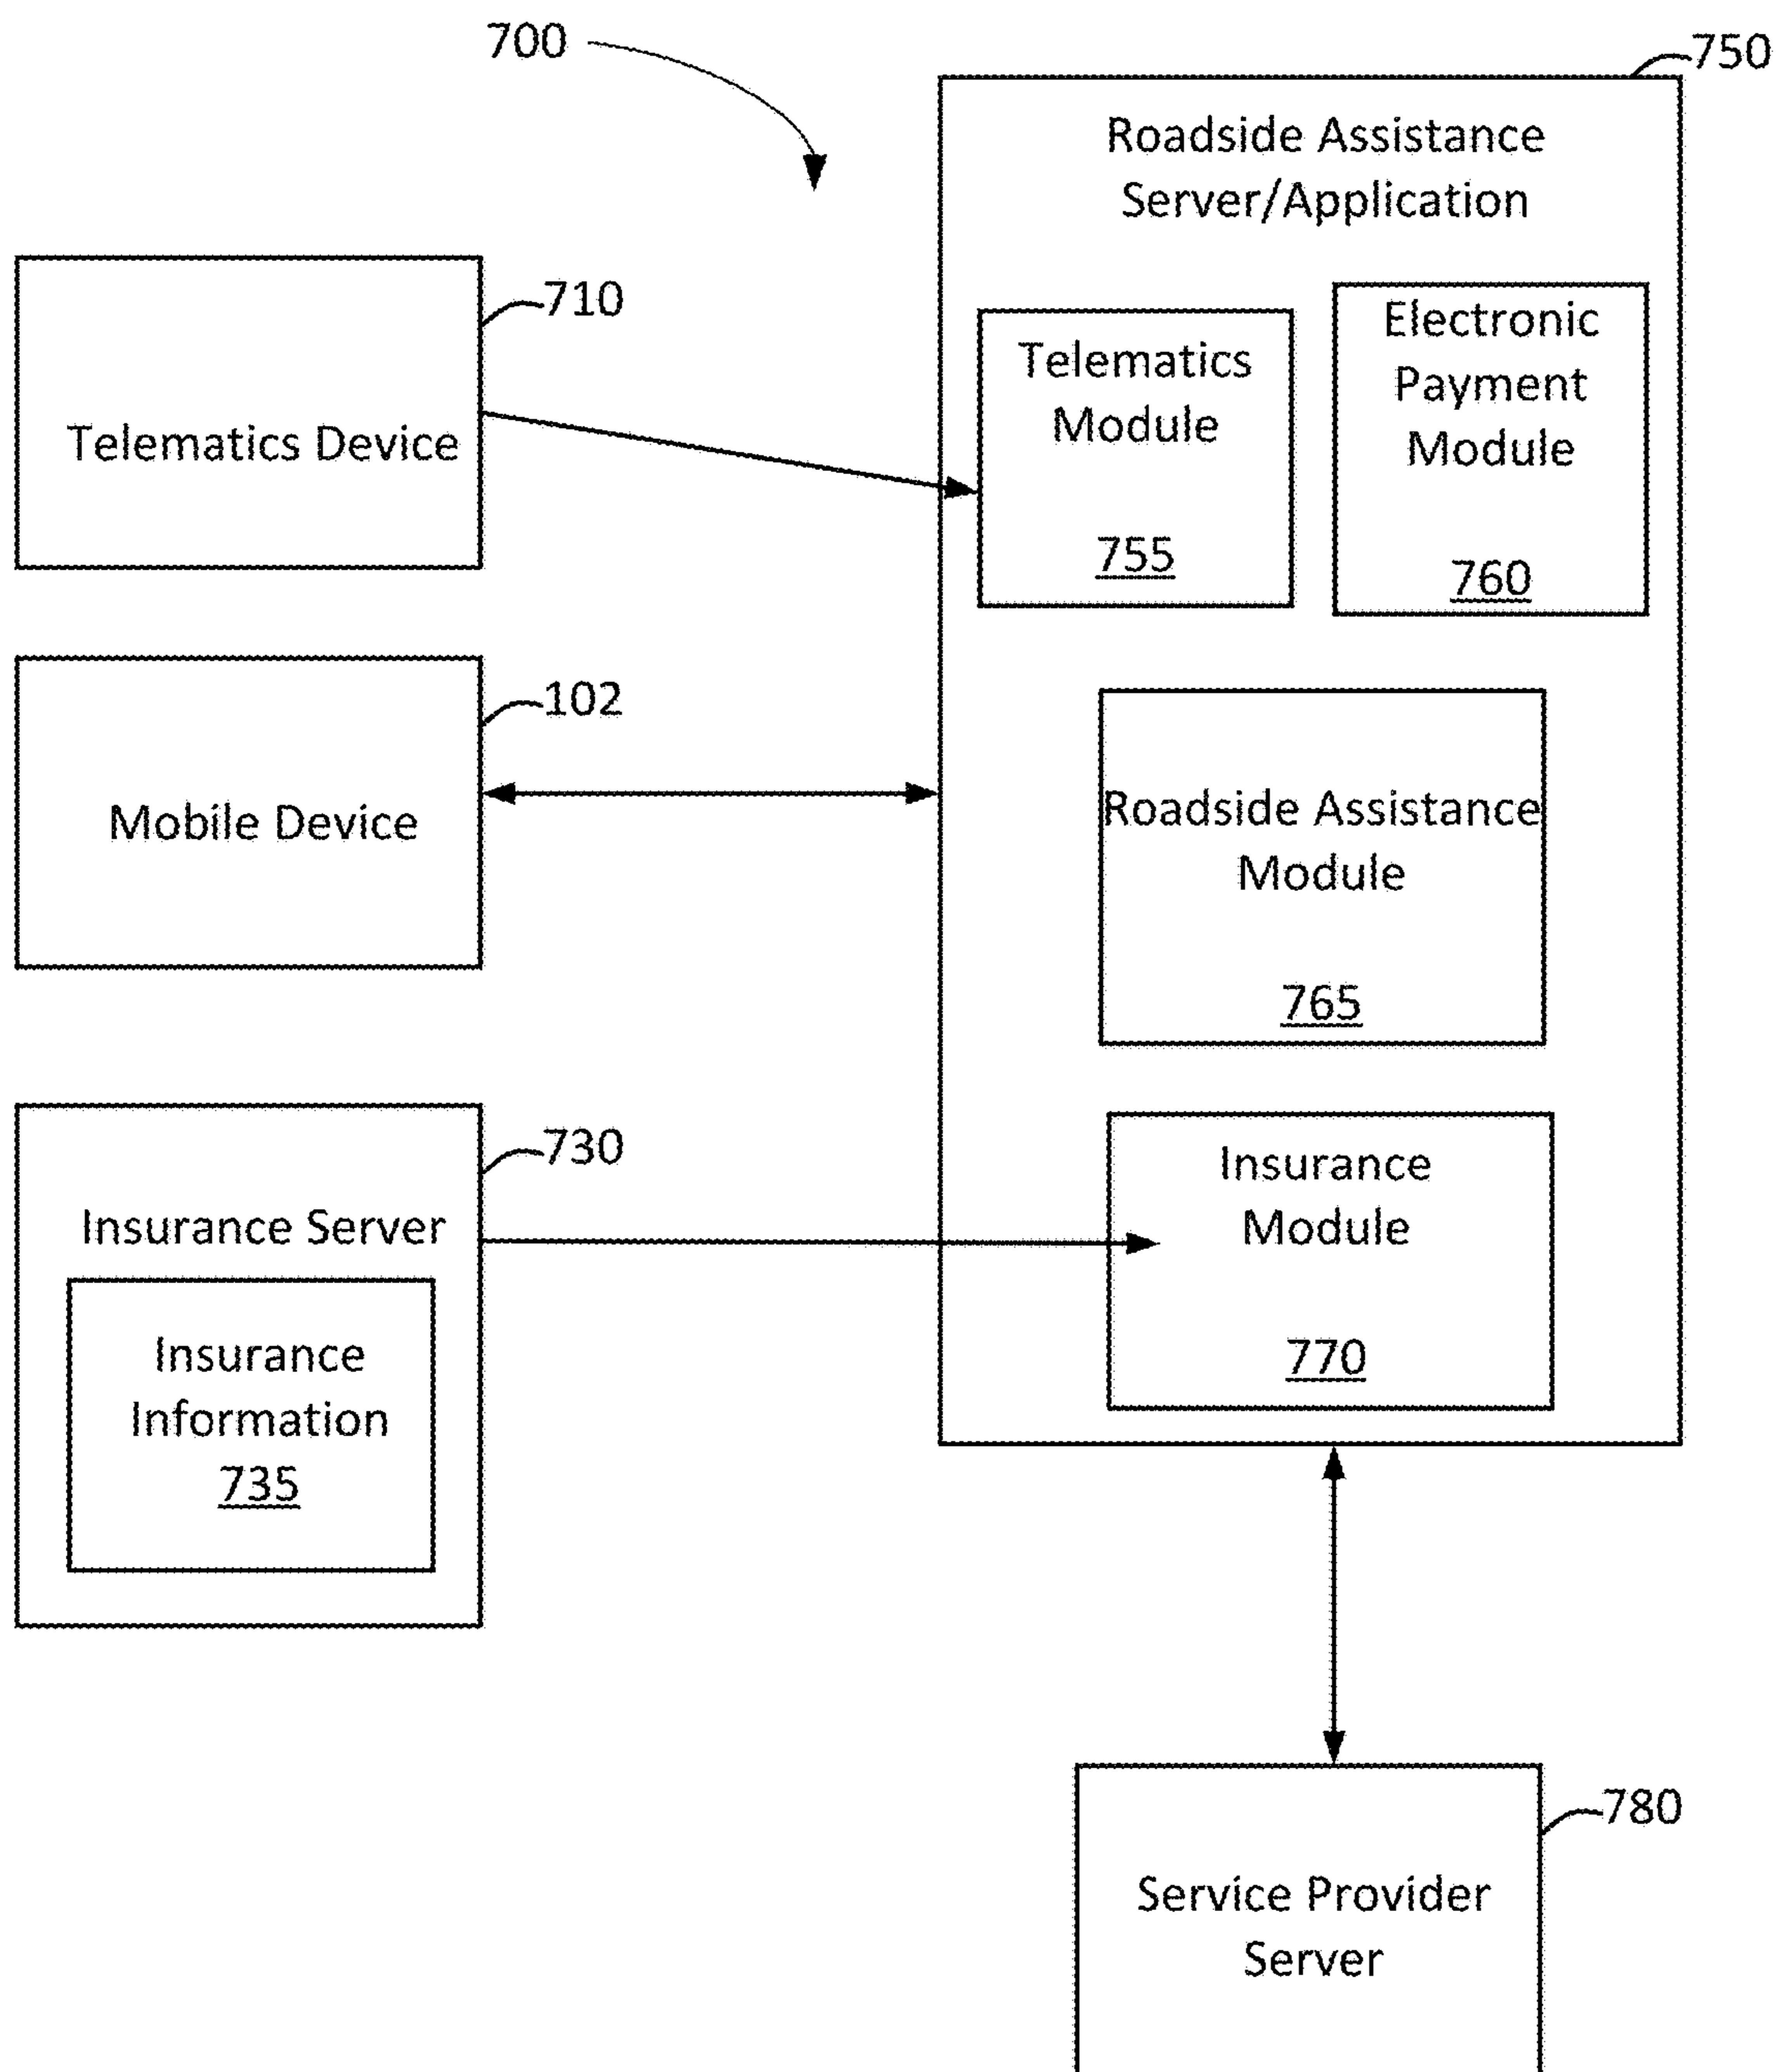 700
750
Roadside Assistance
Server/Application
710
Telematics Device
Telematics
Module
755
Electronic
Payment
Module
760
102
Mobile Device
Roadside Assistance
Module
765
730
Insurance Server
Insurance
Information
735
Insurance
Module
770
780
Service Provider
Server